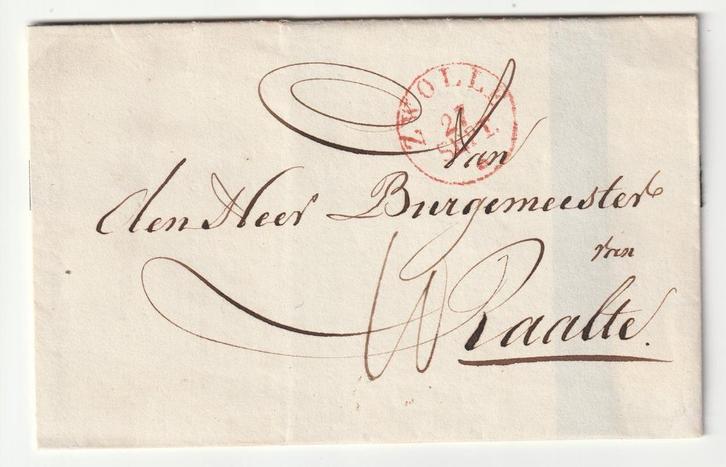 ZWOLLE
Aan
den Heer Burgemeester
van
Raalte.